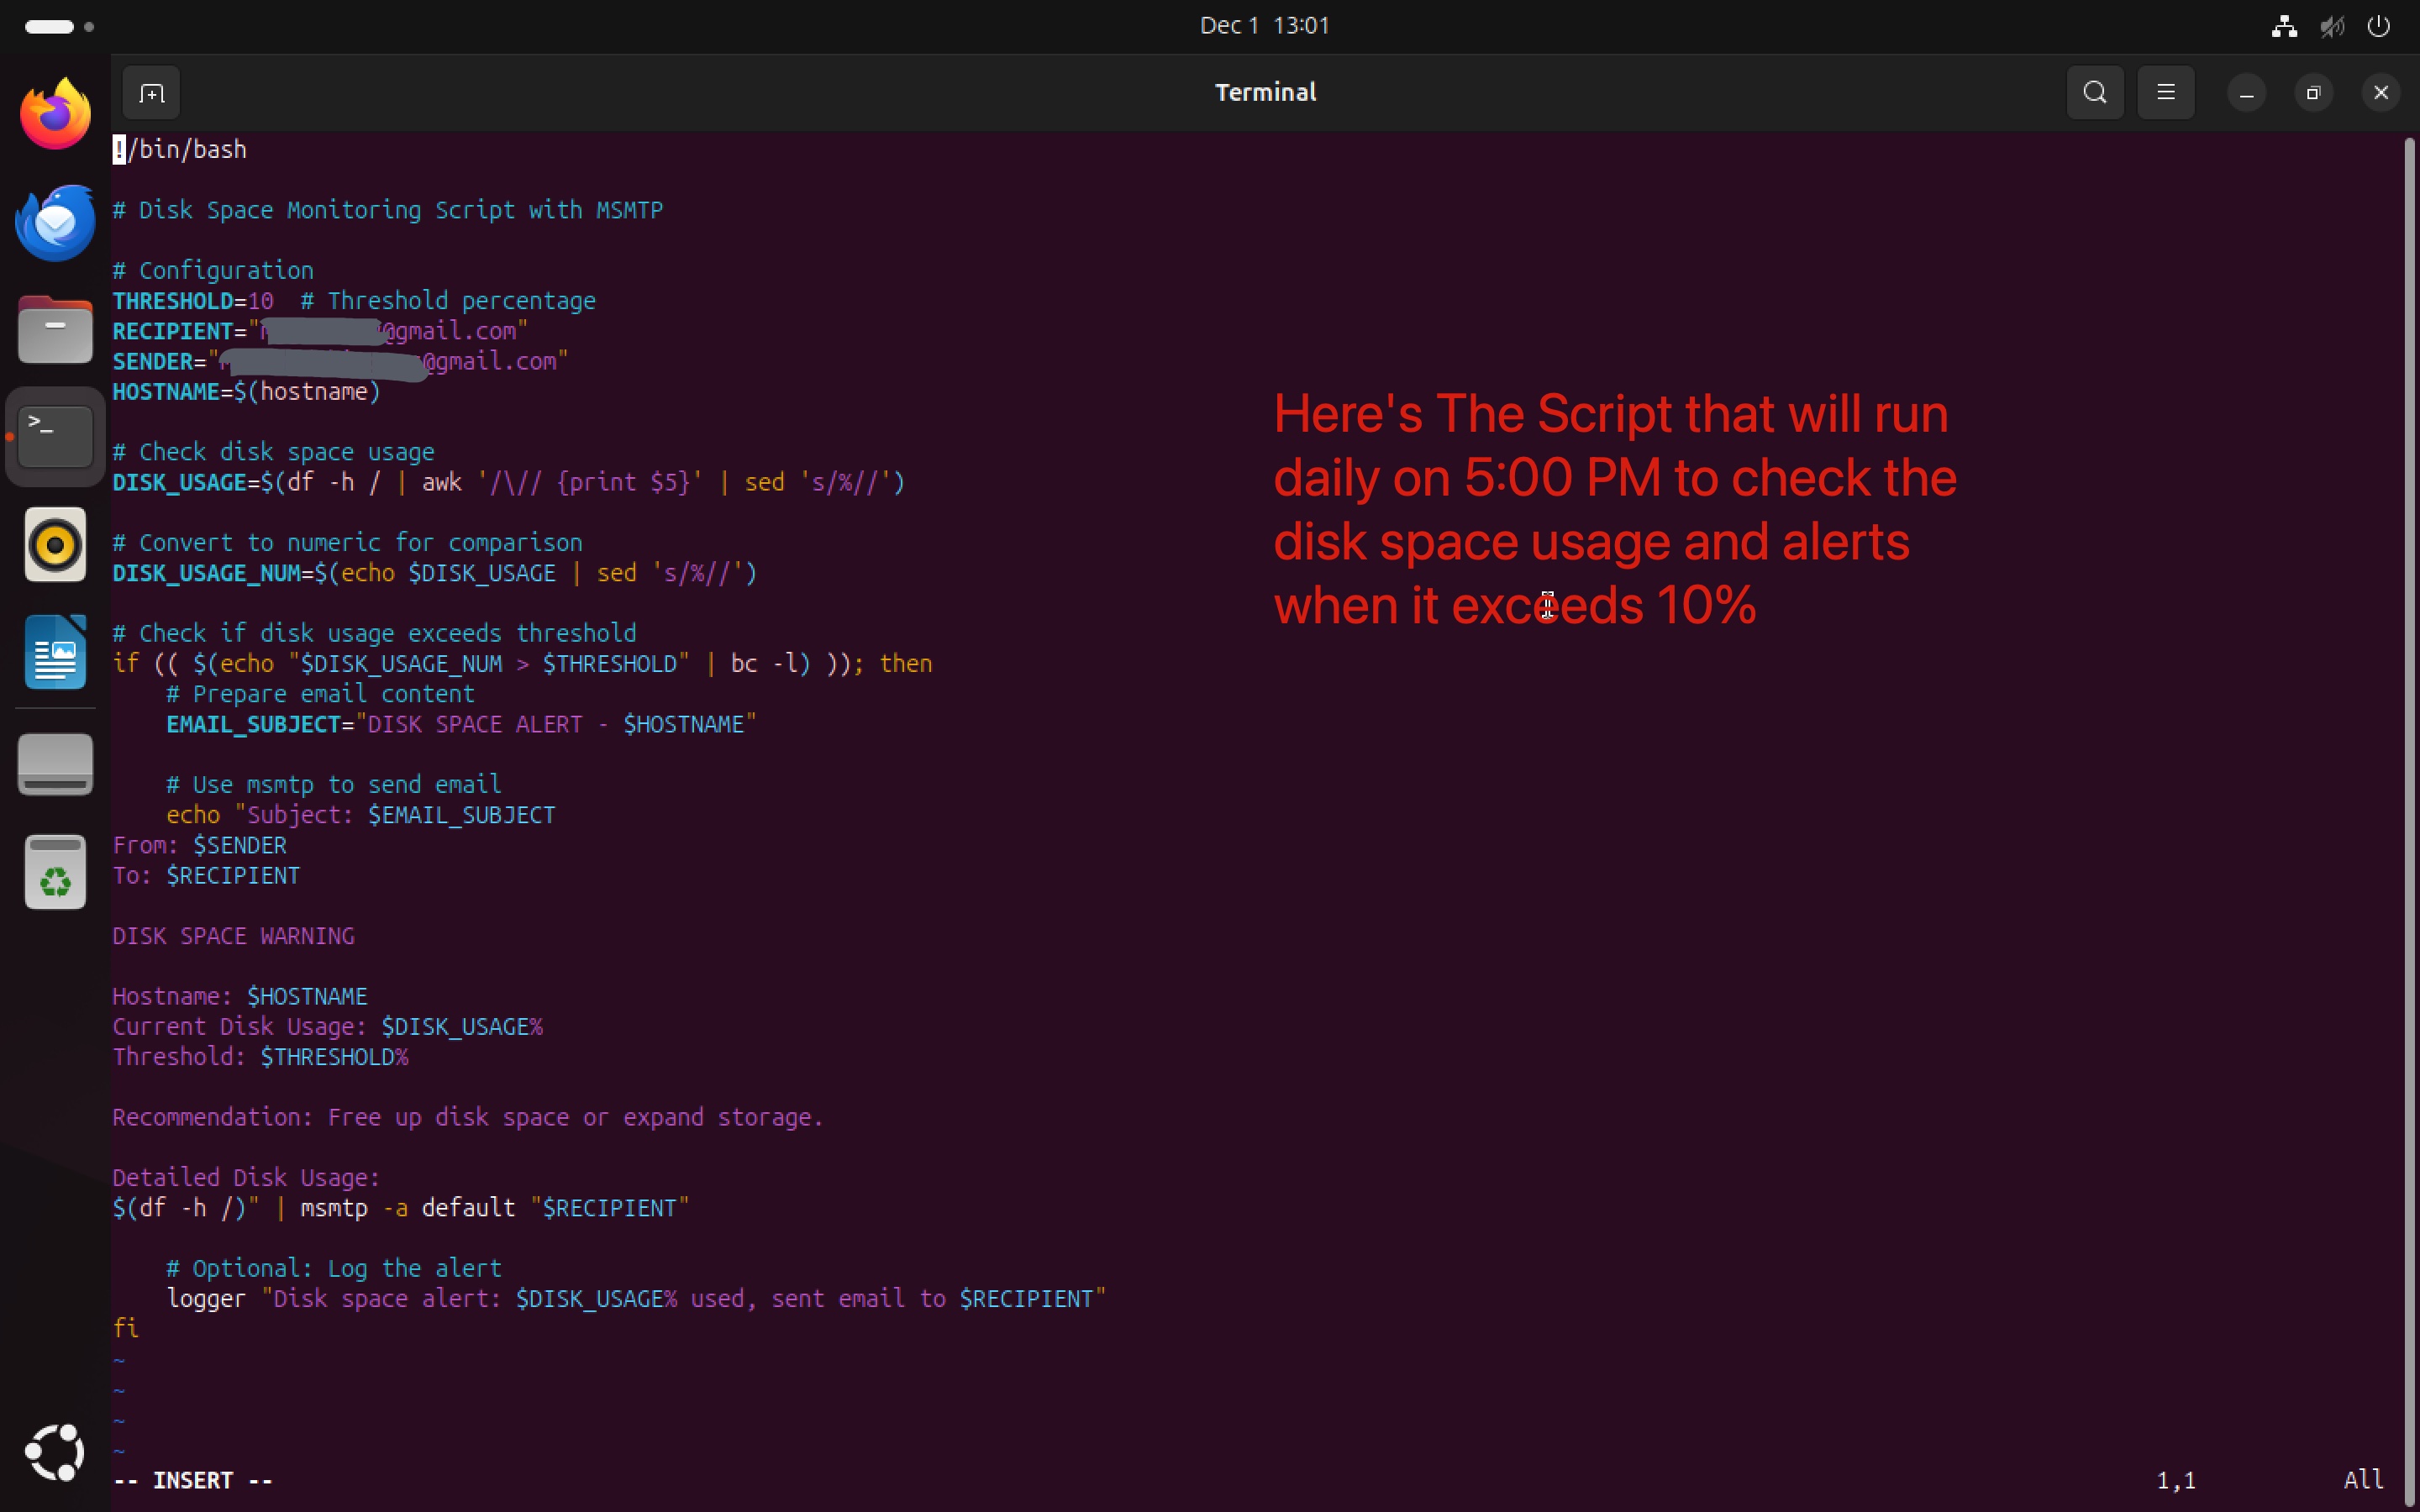 Dec 1 13:01
Terminal
!/bin/bash
# Disk Space Monitoring Script with MSMTP
# Configuration
THRESHOLD=10  # Threshold percentage
RECIPIENT="@gmail.com"
SENDER="@gmail.com"
HOSTNAME=$(hostname)
# Check disk space usage
DISK_USAGE=$(df -h / | awk '/\// {print $5}' | sed 's/%//')
# Convert to numeric for comparison
DISK_USAGE_NUM=$(echo $DISK_USAGE | sed 's/%//')
# Check if disk usage exceeds threshold
if (( $(echo "$DISK_USAGE_NUM > $THRESHOLD" | bc -l) )); then
    # Prepare email content
    EMAIL_SUBJECT="DISK SPACE ALERT - $HOSTNAME"
    # Use msmtp to send email
    echo "Subject: $EMAIL_SUBJECT
From: $SENDER
To: $RECIPIENT
DISK SPACE WARNING
Hostname: $HOSTNAME
Current Disk Usage: $DISK_USAGE%
Threshold: $THRESHOLD%
Recommendation: Free up disk space or expand storage.
Detailed Disk Usage:
$(df -h /)" | msmtp -a default "$RECIPIENT"
    # Optional: Log the alert
    logger "Disk space alert: $DISK_USAGE% used, sent email to $RECIPIENT"
fi
~
~
~
~
-- INSERT -- 1,1 All
Here's The Script that will run
daily on 5:00 PM to check the
disk space usage and alerts
when it exceeds 10%